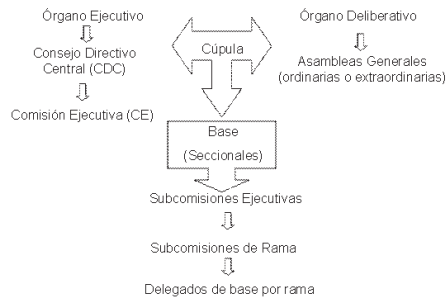 Órgano Ejecutivo
Órgano Deliberativo
Consejo Directivo
Central (CDC)
Cúpula
Asambleas Generales
(ordinarias o extraordinarias)
Comisión Ejecutiva (CE)
Base
(Seccionales)
Subcomisiones Ejecutivas
Subcomisiones de Rama
Delegados de base por rama